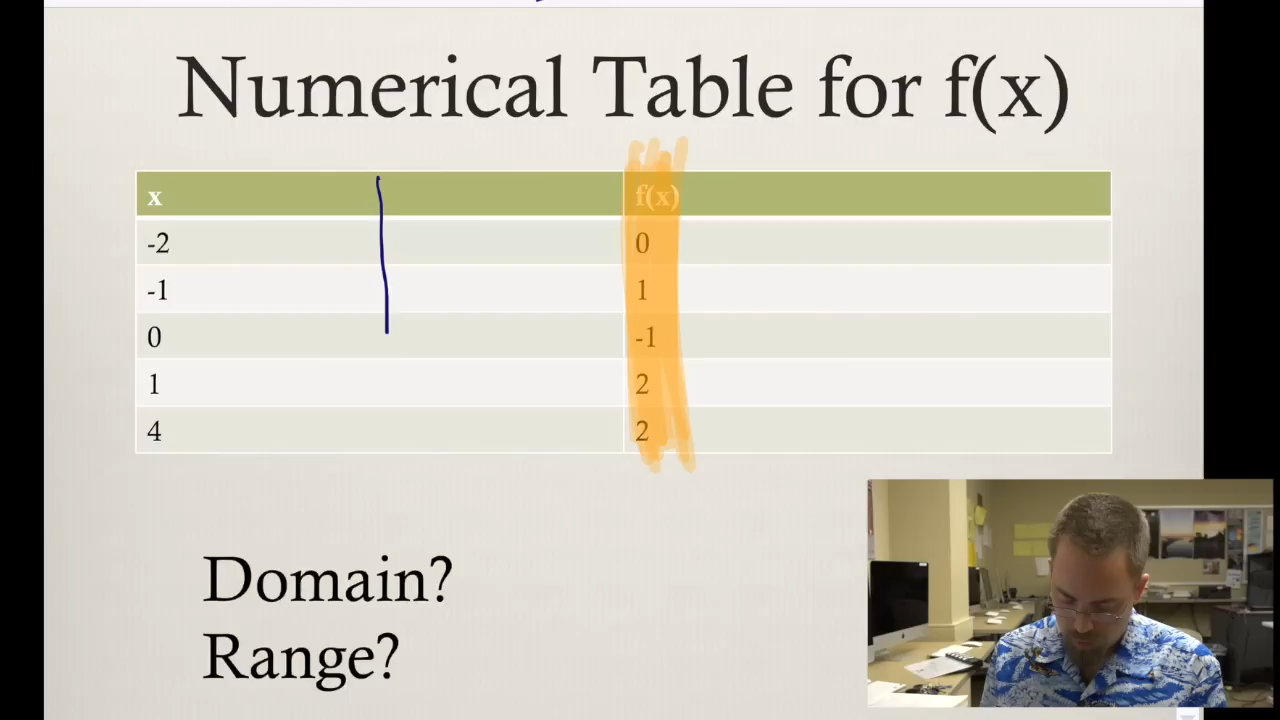 Numerical Table for f(x)
x f(x)
-2 0
-1 1
0 -1
1 2
4 2
Domain?
Range?